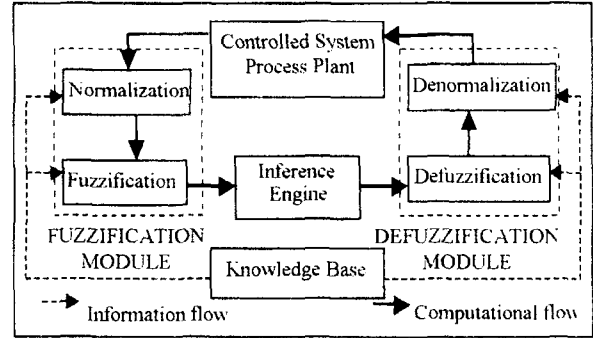 Controlled System
Process Plant
Normalization
Denormalization
Fuzzification
Inference
Engine
Defuzzification
FUZZIFICATION
MODULE
DEFUZZIFICATION
MODULE
Knowledge Base
Information flow
Computational flow